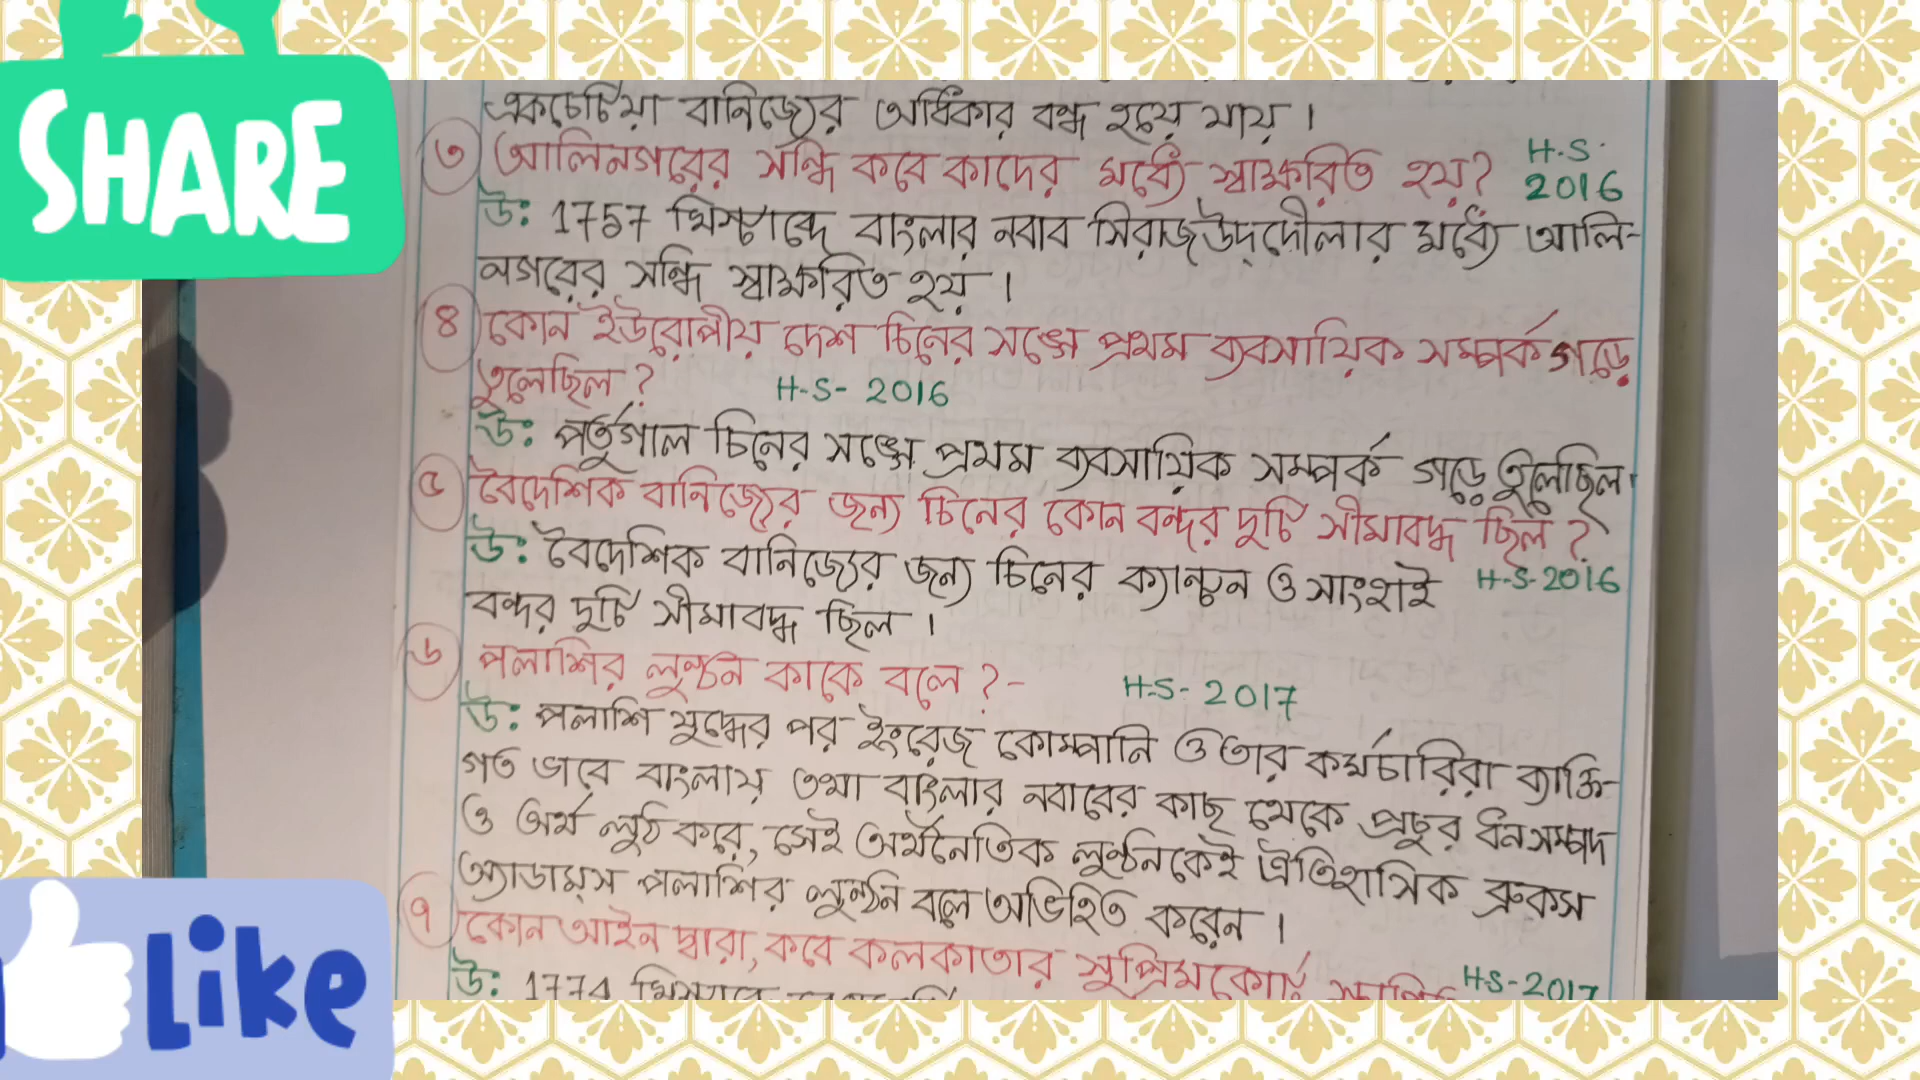 SHARE
একচেটিয়া বানিজ্যের অধিকার বন্ধ হয়ে যায়।
৩ আলিনগরের সন্ধি কবে কাদের মধ্যে স্বাক্ষরিত হয়? H.S. 2016
উঃ 1757 খ্রিস্টাব্দে বাংলার নবাব সিরাজউদ্দৌলার মধ্যে আলি-
নগরের সন্ধি স্বাক্ষরিত হয়।
৪ কোন ইউরোপীয় দেশ চিনের সঙ্গে প্রথম ব্যবসায়িক সম্পর্ক গড়ে
তুলেছিল? H-S- 2016
উঃ পর্তুগাল চিনের সঙ্গে প্রথম ব্যবসায়িক সম্পর্ক গড়ে তুলেছিল।
৫ বৈদেশিক বানিজ্যের জন্য চিনের কোন বন্দর দুটি সীমাবদ্ধ ছিল?
উঃ বৈদেশিক বানিজ্যের জন্য চিনের ক্যান্টন ও সাংহাই H-S-2016
বন্দর দুটি সীমাবদ্ধ ছিল।
৬ পলাশির লুন্ঠন কাকে বলে?- H-S- 2017
উঃ পলাশি যুদ্ধের পর ইংরেজ কোম্পানি ও তার কর্মচারিরা ব্যাক্তি-
গত ভাবে বাংলায় তথা বাংলার নবাবের কাছ থেকে প্রচুর ধনসম্পদ
ও অর্থ লুঠ করে, সেই অর্থনৈতিক লুন্ঠনকেই ঐতিহাসিক ব্রুকস
অ্যাডাম্স পলাশির লুন্ঠন বলে অভিহিত করেন।
৭ কোন আইন দ্বারা, কবে কলকাতার সুপ্রিমকোর্ট H-S-2017
উঃ 1774
Like